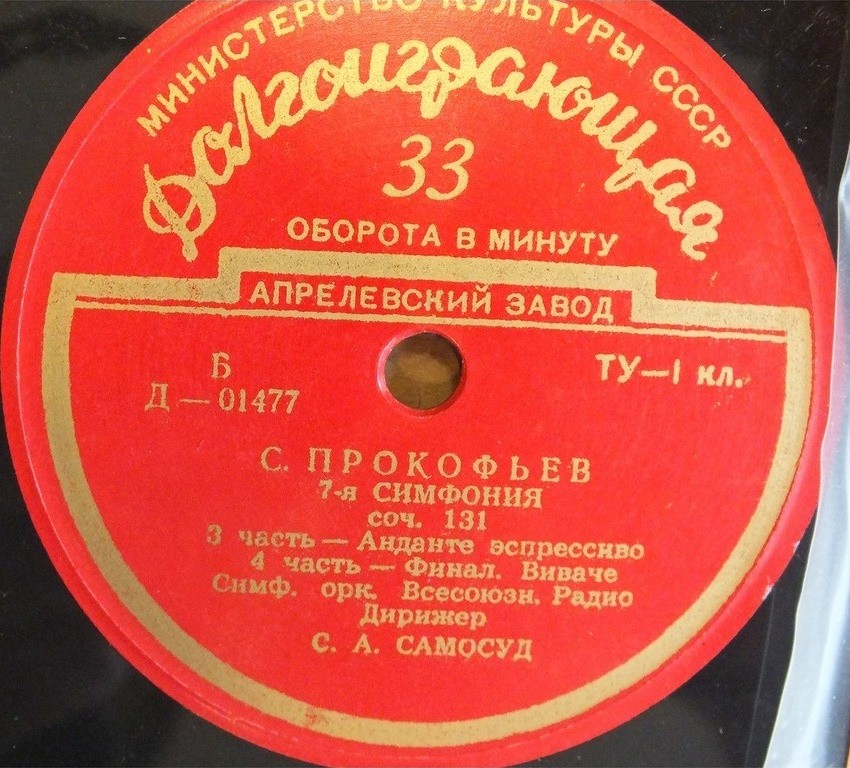 МИНИСТЕРСТВО КУЛЬТУРЫ СССР
Долгоиграющая
33
ОБОРОТА В МИНУТУ
АПРЕЛЕВСКИЙ ЗАВОД
Б
Д — 01477
ТУ—1 кл.
С. ПРОКОФЬЕВ
7-я СИМФОНИЯ
соч. 131
3 часть — Анданте эспрессиво
4 часть — Финал. Виваче
Симф. орк. Всесоюзн. Радио
Дирижер
С. А. САМОСУД